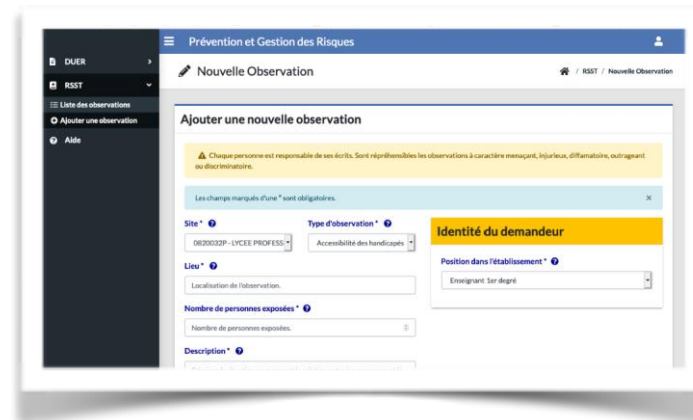 Prévention et Gestion des Risques
DUER
RSST
Liste des observations
Ajouter une observation
Aide
Nouvelle Observation
/ RSST / Nouvelle Observation
Ajouter une nouvelle observation
Chaque personne est responsable de ses écrits. Sont répréhensibles les observations à caractère menaçant, injurieux, diffamatoire, outrageant
ou discriminatoire.
Les champs marqués d'une * sont obligatoires.
Site *
Type d'observation *
0820032P - LYCEE PROFESS
Accessibilité des handicapés
Lieu *
Localisation de l'observation.
Nombre de personnes exposées *
Nombre de personnes exposées.
Description *
Identité du demandeur
Position dans l'établissement *
Enseignant 1er degré